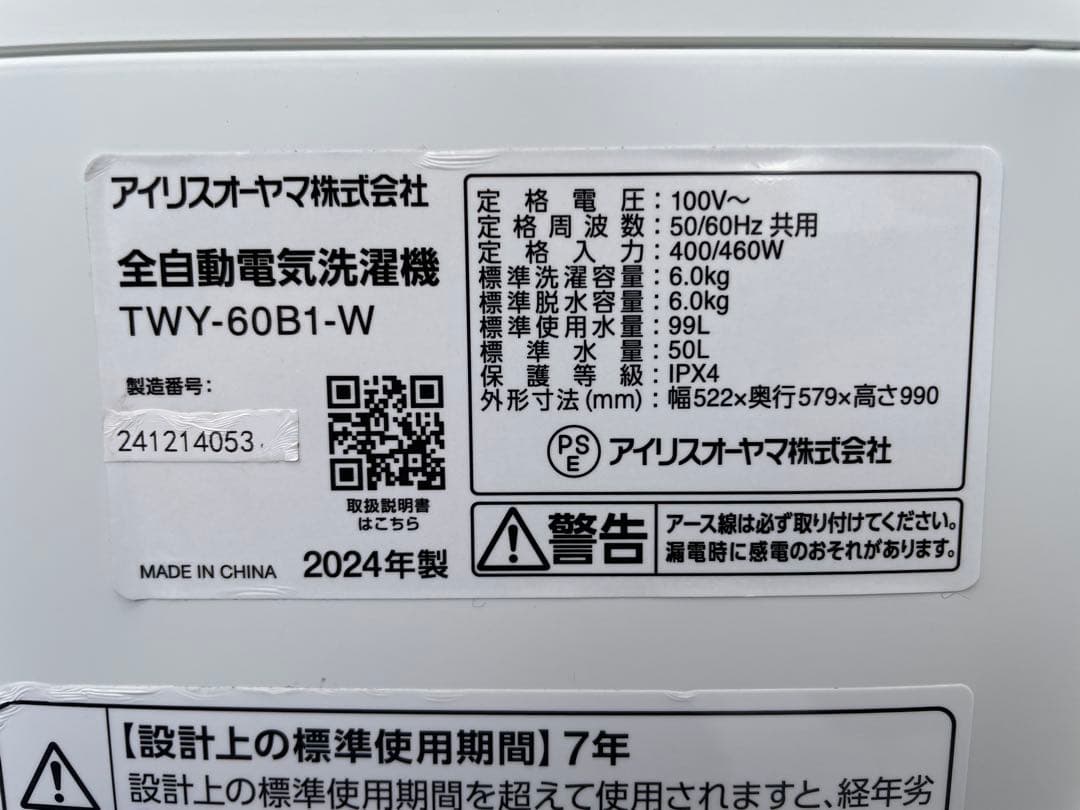 アイリスオーヤマ株式会社
全自動電気洗濯機
TWY-60B1-W
製造番号:
241214053
取扱説明書
はこちら
MADE IN CHINA
2024年製
定格電圧:100V〜
定格周波数:50/60Hz 共用
定格入力:400/460W
標準洗濯容量:6.0kg
標準脱水容量:6.0kg
標準使用水量:99L
標準水量:50L
保護等級:IPX4
外形寸法(mm):幅522×奥行579×高さ990
PS
E
アイリスオーヤマ株式会社
警告
アース線は必ず取り付けてください。
漏電時に感電のおそれがあります。
【設計上の標準使用期間】7年
設計上の標準使用期間を超えて使用されますと、経年劣